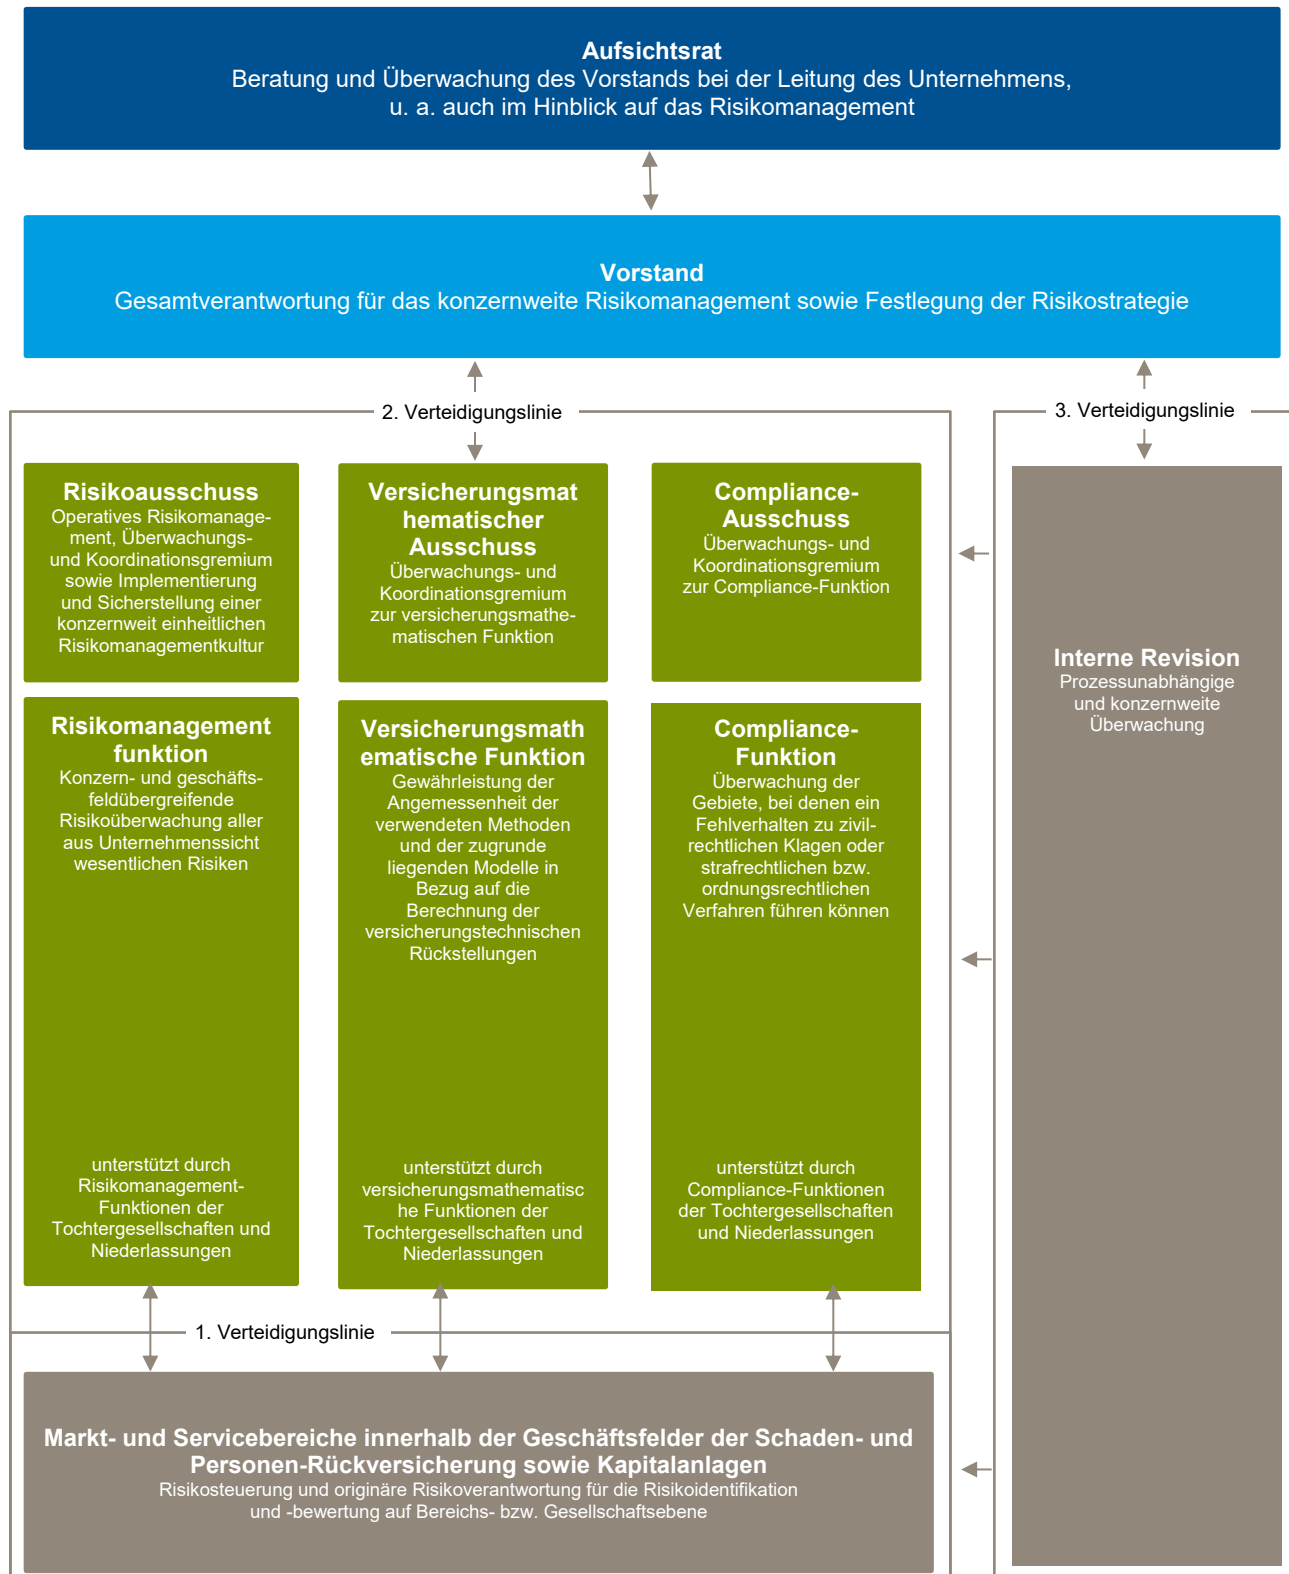 Aufsichtsrat
Beratung und Überwachung des Vorstands bei der Leitung des Unternehmens,
u. a. auch im Hinblick auf das Risikomanagement
Vorstand
Gesamtverantwortung für das konzernweite Risikomanagement sowie Festlegung der Risikostrategie
2. Verteidigungslinie
3. Verteidigungslinie
Risikoausschuss
Operatives Risikomanage-
ment, Überwachungs-
und Koordinationsgremium
sowie Implementierung
und Sicherstellung einer
konzernweit einheitlichen
Risikomanagementkultur
Versicherungsmat
hematischer
Ausschuss
Überwachungs- und
Koordinationsgremium
zur versicherungsmathe-
matischen Funktion
Compliance-
Ausschuss
Überwachungs- und
Koordinationsgremium
zur Compliance-Funktion
Interne Revision
Prozessunabhängige
und konzernweite
Überwachung
Risikomanagement
funktion
Konzern- und geschäfts-
feldübergreifende
Risikoüberwachung aller
aus Unternehmenssicht
wesentlichen Risiken
unterstützt durch
Risikomanagement-
Funktionen der
Tochtergesellschaften und
Niederlassungen
Versicherungsmath
ematische Funktion
Gewährleistung der
Angemessenheit der
verwendeten Methoden
und der zugrunde
liegenden Modelle in
Bezug auf die
Berechnung der
versicherungstechnischen
Rückstellungen
unterstützt durch
versicherungsmathematisc
he Funktionen der
Tochtergesellschaften und
Niederlassungen
Compliance-
Funktion
Überwachung der
Gebiete, bei denen ein
Fehlverhalten zu zivil-
rechtlichen Klagen oder
strafrechtlichen bzw.
ordnungsrechtlichen
Verfahren führen können
unterstützt durch
Compliance-Funktionen
der Tochtergesellschaften
und Niederlassungen
1. Verteidigungslinie
Markt- und Servicebereiche innerhalb der Geschäftsfelder der Schaden- und
Personen-Rückversicherung sowie Kapitalanlagen
Risikosteuerung und originäre Risikoverantwortung für die Risikoidentifikation
und -bewertung auf Bereichs- bzw. Gesellschaftsebene